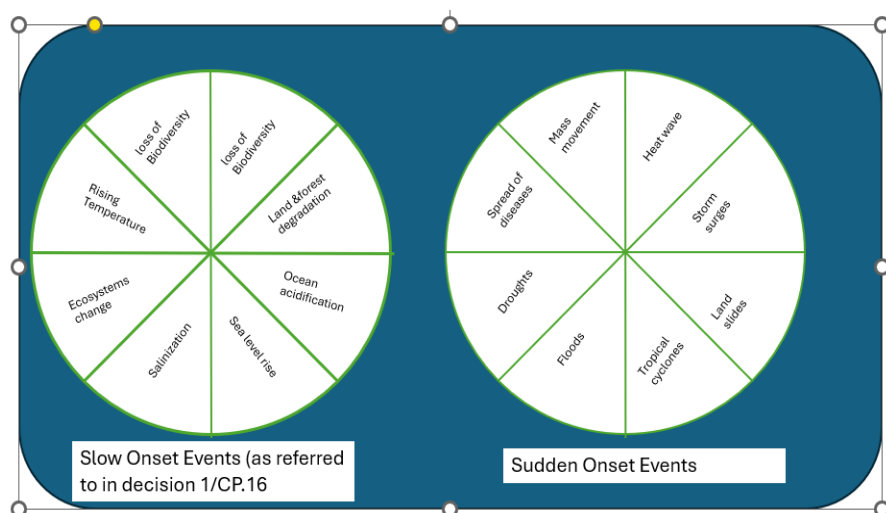 loss of
Biodiversity
loss of
Biodiversity
Land &forest
degradation
Ocean
acidification
Sea level rise
Salinization
Ecosystems
change
Rising
Temperature
Mass
movement
Heat wave
Storm
surges
Land
slides
Tropical
cyclones
Floods
Droughts
Spread of
diseases
Slow Onset Events (as referred
to in decision 1/CP.16
Sudden Onset Events